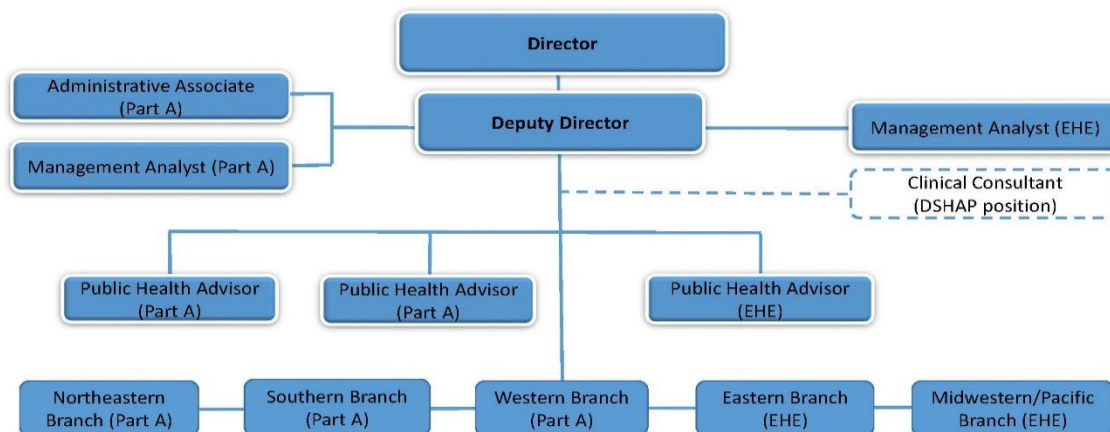 Director
Administrative Associate
(Part A)
Deputy Director
Management Analyst (EHE)
Management Analyst (Part A)
Clinical Consultant
(DSHAP position)
Public Health Advisor
(Part A)
Public Health Advisor
(Part A)
Public Health Advisor
(EHE)
Northeastern
Branch (Part A)
Southern Branch
(Part A)
Western Branch
(Part A)
Eastern Branch
(EHE)
Midwestern/Pacific
Branch (EHE)